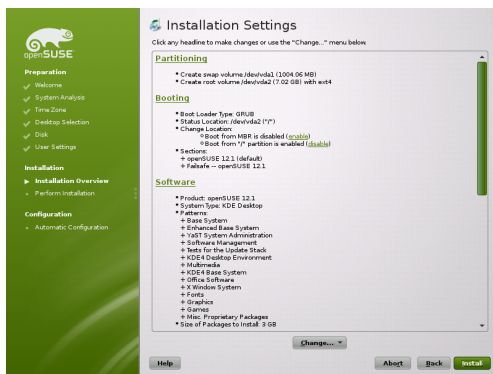 openSUSE
Preparation
Welcome
System Analysis
Time Zone
Desktop Selection
Disk
User Settings
Installation
Installation Overview
Perform Installation
Configuration
Automatic Configuration
Installation Settings
Click any headline to make changes or use the "Change..." menu below.
Partitioning
* Create swap volume /dev/vda1 (1004.06 MB)
* Create root volume /dev/vda2 (7.02 GB) with ext4
Booting
* Boot Loader Type: GRUB
* Status Location: /dev/vda2 ("/")
* Change Location:
o Boot from MBR is disabled (enable)
o Boot from "/" partition is enabled (disable)
* Sections:
+ openSUSE 12.1 (default)
+ Failsafe -- openSUSE 12.1
Software
* Product: openSUSE 12.1
* System Type: KDE Desktop
* Patterns:
+ Base System
+ Enhanced Base System
+ YaST System Administration
+ Software Management
+ Tests for the Update Stack
+ KDE4 Desktop Environment
+ Multimedia
+ KDE4 Base System
+ Office Software
+ X Window System
+ Fonts
+ Graphics
+ Games
+ Misc. Proprietary Packages
* Size of Packages to Install: 3 GB
Change...
Help
Abort
Back
Install